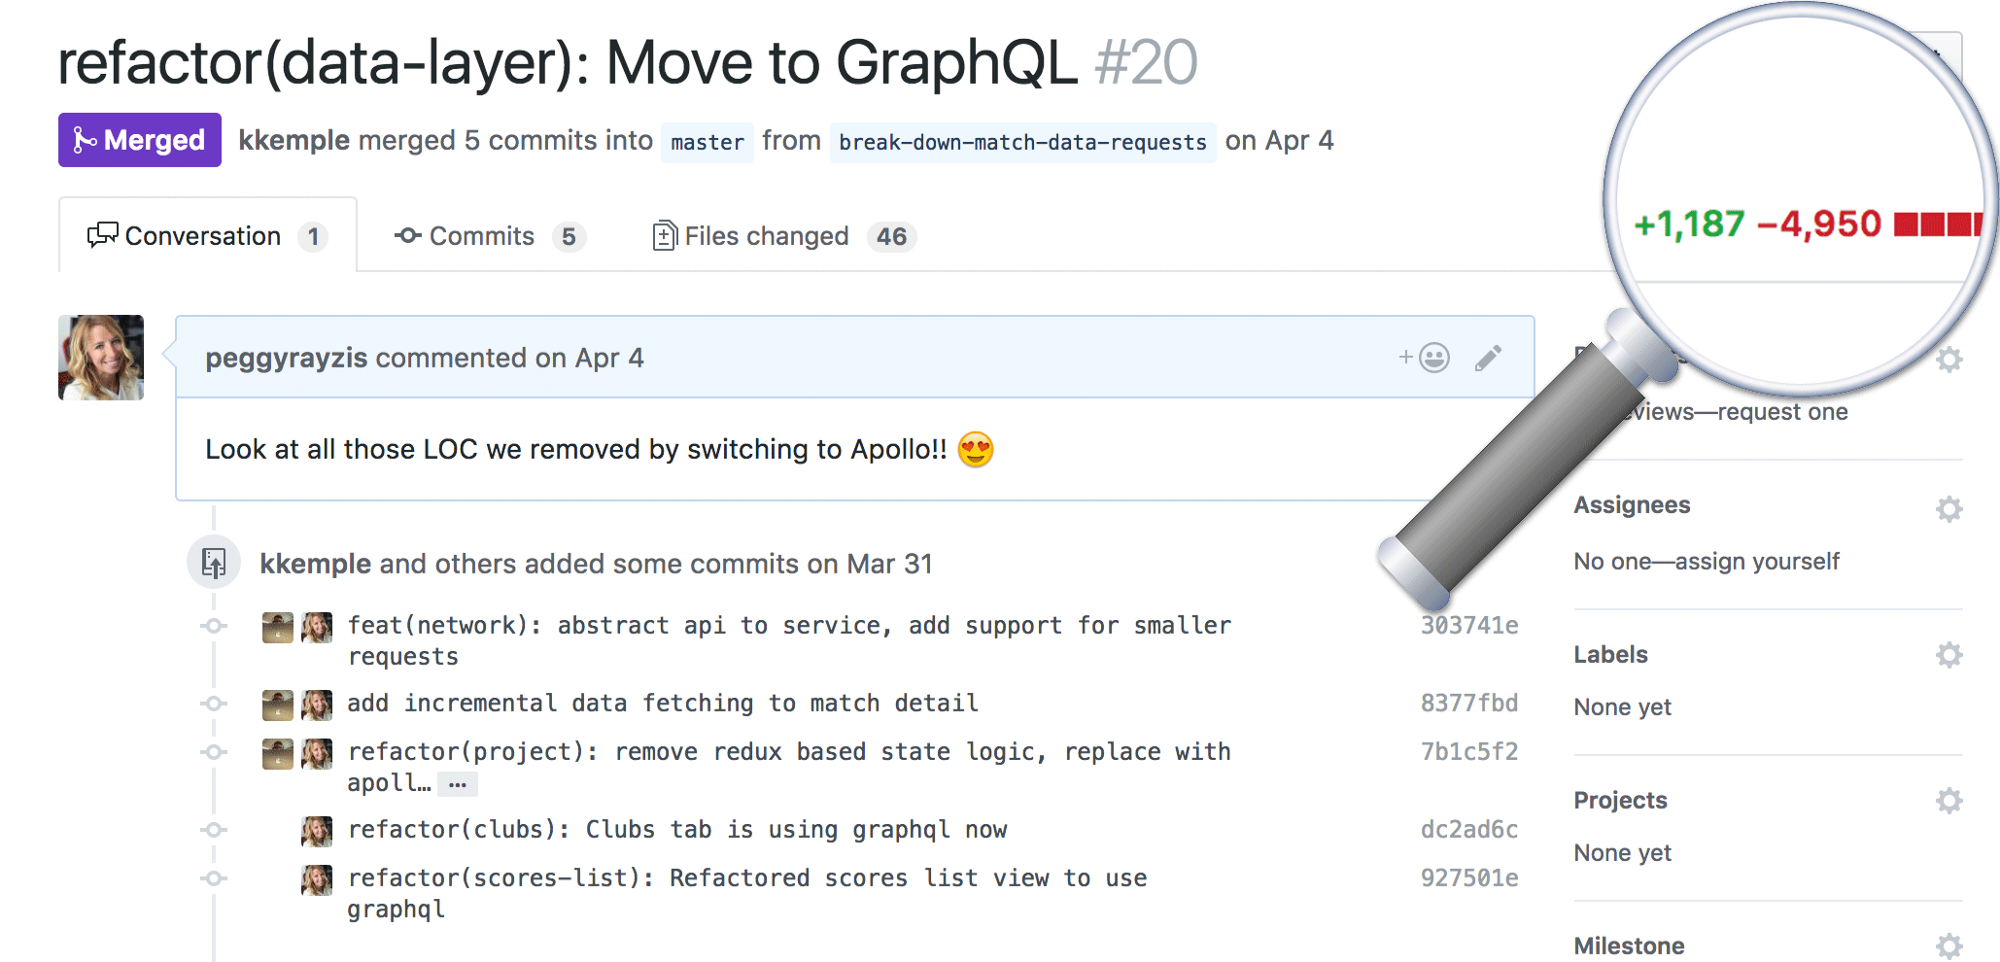 refactor(data-layer): Move to GraphQL #20
Merged kkemple merged 5 commits into master from break-down-match-data-requests on Apr 4
Conversation 1 Commits 5 Files changed 46
+1,187 −4,950
peggyrayzis commented on Apr 4
Look at all those LOC we removed by switching to Apollo!! 😍
request one
kkemple and others added some commits on Mar 31
feat(network): abstract api to service, add support for smaller
requests
303741e
add incremental data fetching to match detail 8377fbd
refactor(project): remove redux based state logic, replace with
apoll… …
7b1c5f2
refactor(clubs): Clubs tab is using graphql now dc2ad6c
refactor(scores-list): Refactored scores list view to use
graphql
927501e
Assignees
No one—assign yourself
Labels
None yet
Projects
None yet
Milestone